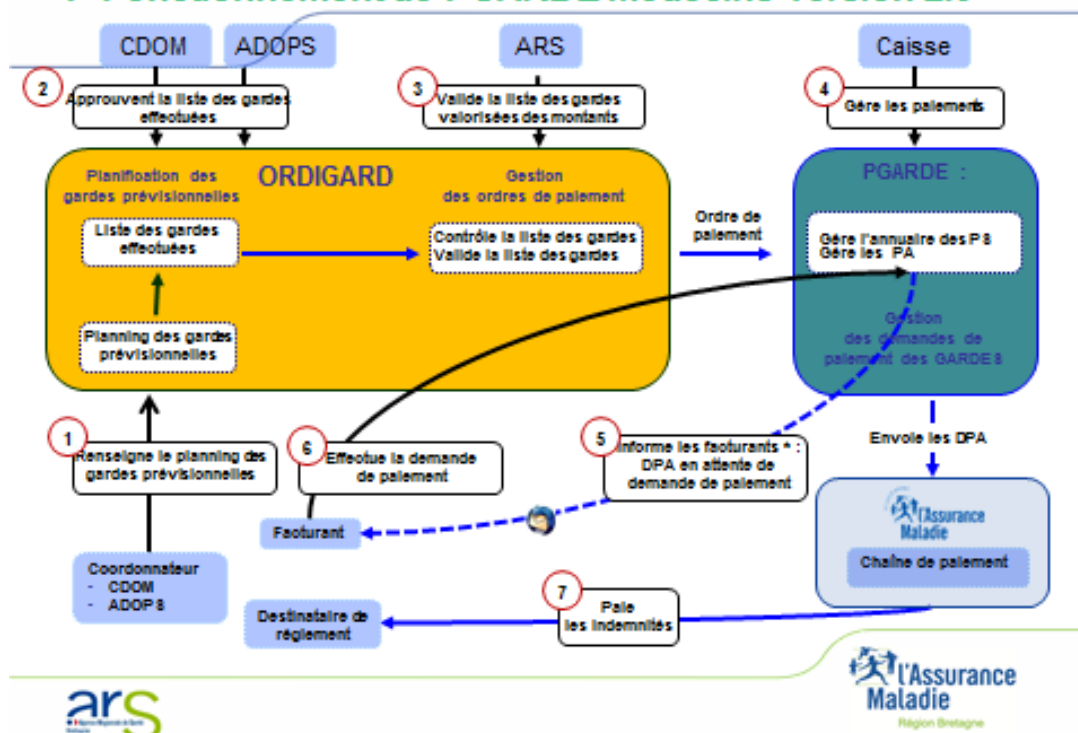 CDOM
ADOPS
ARS
Caisse
2
Approuvent la liste des gardes
effectuées
3
Valide la liste des gardes
valorisées des montants
4
Gère les paiements
ORDIGARD
Planification des
gardes prévisionnelles
Gestion
des ordres de paiement
PGARDE :
Liste des gardes
effectuées
Contrôle la liste des gardes
Valide la liste des gardes
Ordre de
paiement
Gère l'annuaire des PS
Gère les PA
Planning des gardes
prévisionnelles
Gestion
des demandes de
paiement des GARDES
1
Renseigne le planning des
gardes prévisionnelles
6
Effectue la demande
de paiement
5
Informe les facturants * :
DPA en attente de
demande de paiement
Envoie les DPA
Facturant
l'Assurance
Maladie
Chaîne de paiement
Coordonnateur
- CDOM
- ADOPS
Destinataire de
règlement
7
Paie
les indemnités
ars
l'Assurance
Maladie
Région Bretagne